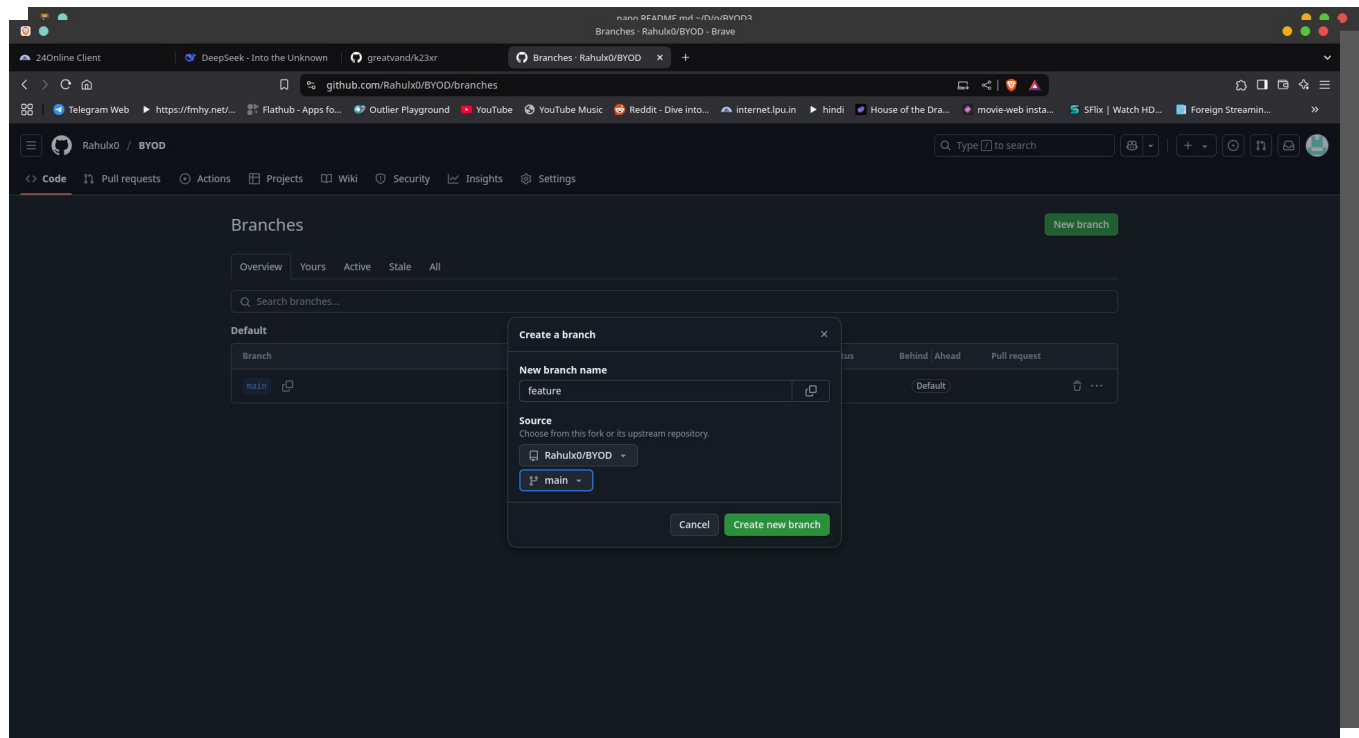 nano README.md ~/D/g/BYOD3
Branches · Rahulx0/BYOD - Brave
24Online Client DeepSeek - Into the Unknown greatvand/k23xr Branches · Rahulx0/BYOD
github.com/Rahulx0/BYOD/branches
Telegram Web https://fmhy.net/... Flathub - Apps fo... Outlier Playground YouTube YouTube Music Reddit - Dive into... internet.lpu.in hindi House of the Dra... movie-web insta... SFlix | Watch HD... Foreign Streamin... »
Rahulx0 / BYOD Type / to search
Code Pull requests Actions Projects Wiki Security Insights Settings
Branches New branch
Overview Yours Active Stale All
Search branches...
Default
Create a branch
Branch tus Behind Ahead Pull request
New branch name
main feature Default
Source
Choose from this fork or its upstream repository.
Rahulx0/BYOD
main
Cancel Create new branch